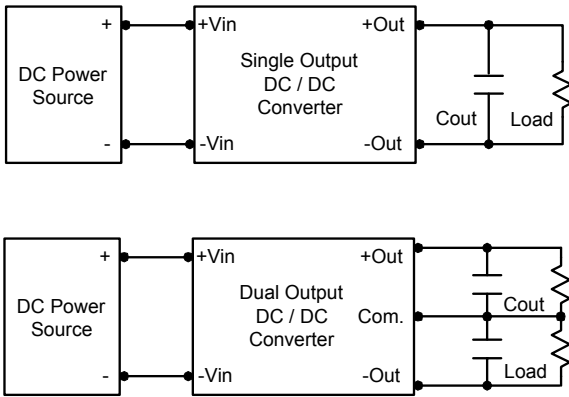 + +Vin +Out
DC Power
Source
Single Output
DC / DC
Converter
Cout Load
- -Vin -Out
+ +Vin +Out
DC Power
Source
Dual Output
DC / DC
Converter
Com.
Cout
Load
- -Vin -Out